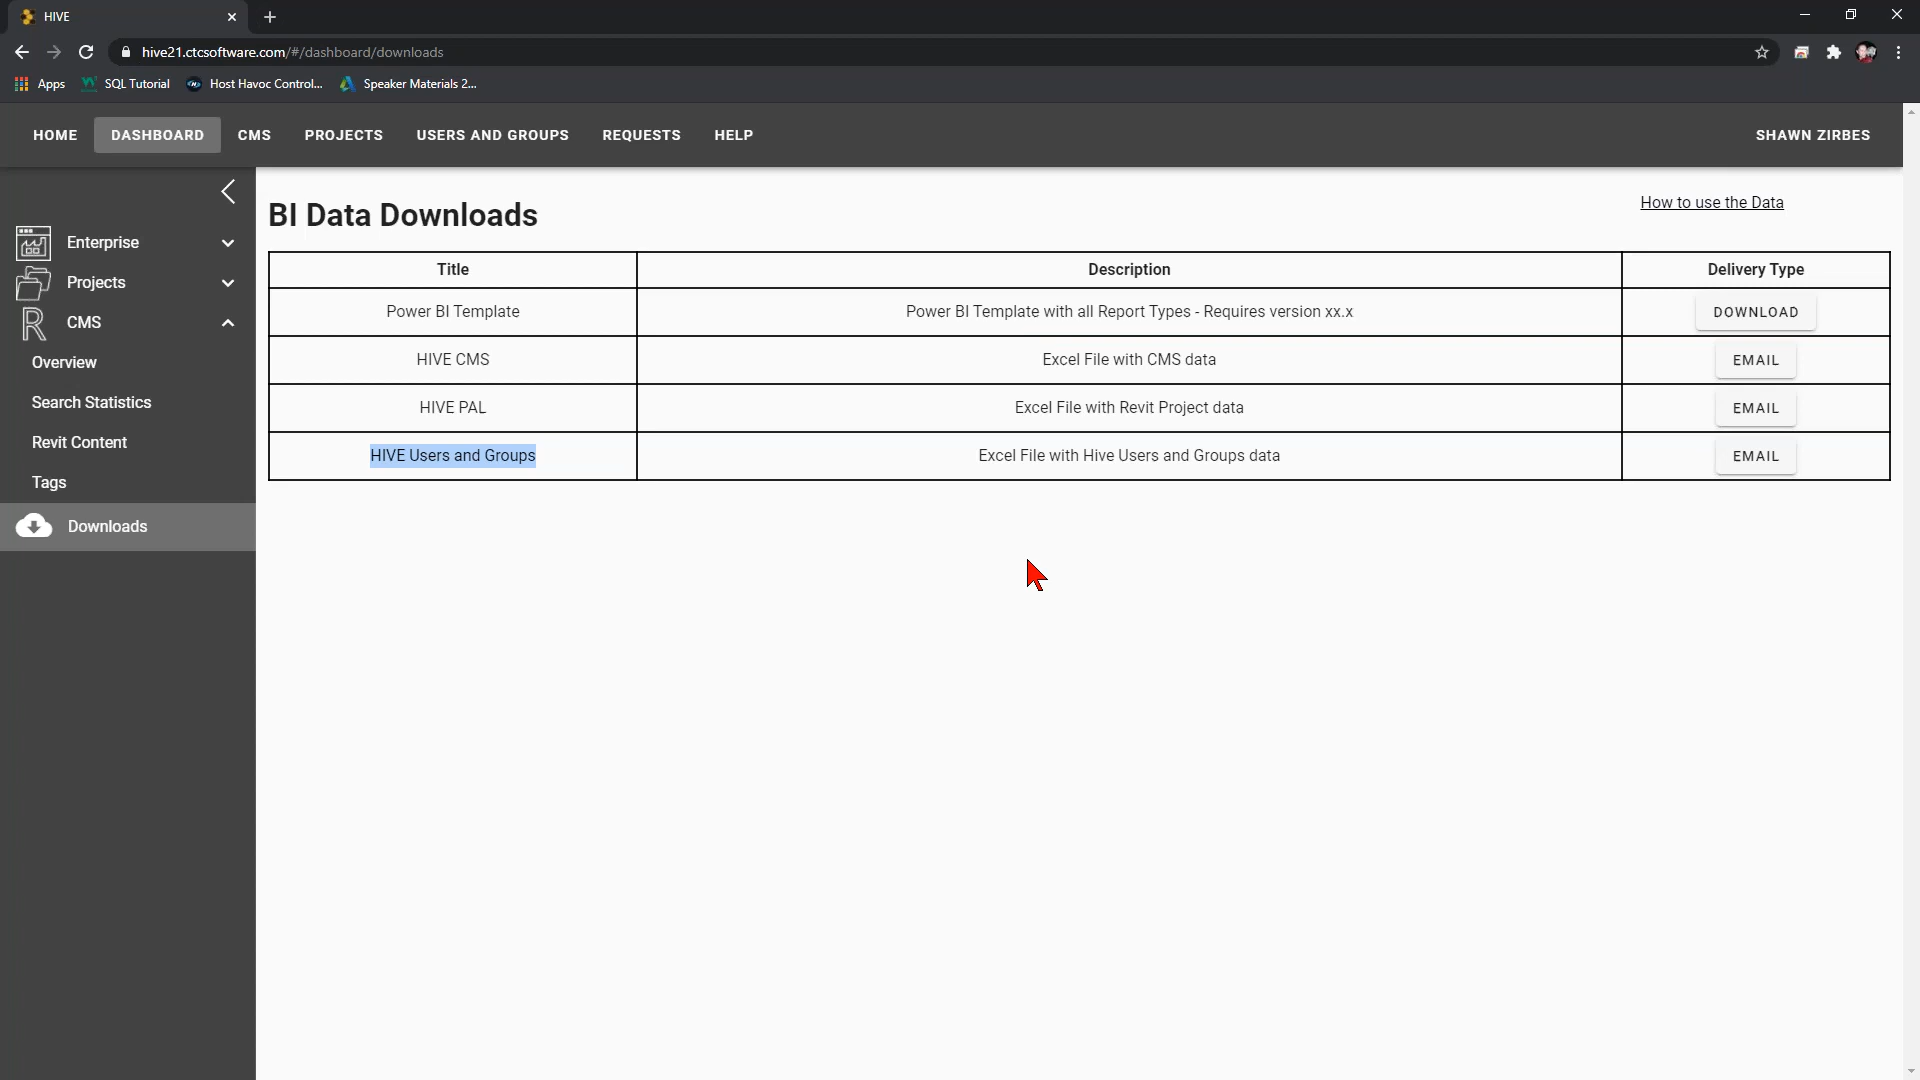 HIVE
hive21.ctcsoftware.com/#/dashboard/downloads
Apps SQL Tutorial Host Havoc Control... Speaker Materials 2...
HOME DASHBOARD CMS PROJECTS USERS AND GROUPS REQUESTS HELP SHAWN ZIRBES
Enterprise
Projects
CMS
Overview
Search Statistics
Revit Content
Tags
Downloads
BI Data Downloads
How to use the Data
Title Description Delivery Type
Power BI Template Power BI Template with all Report Types - Requires version xx.x DOWNLOAD
HIVE CMS Excel File with CMS data EMAIL
HIVE PAL Excel File with Revit Project data EMAIL
HIVE Users and Groups Excel File with Hive Users and Groups data EMAIL